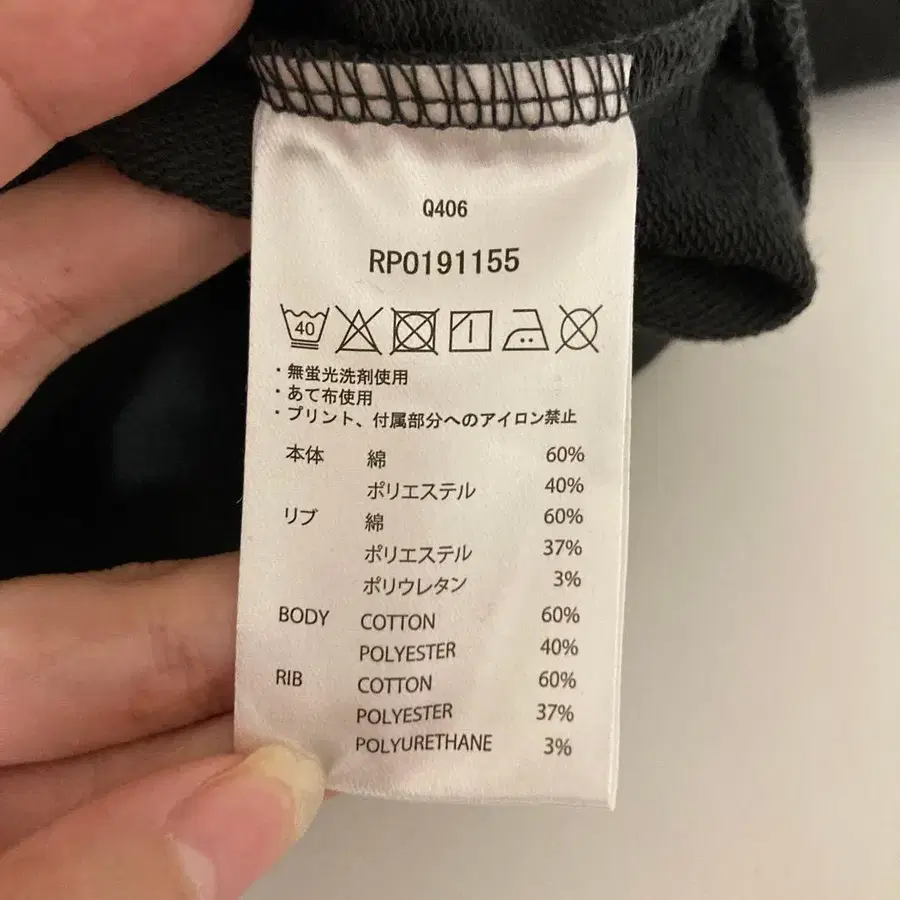 Q406
RP0191155
40
・無蛍光洗剤使用
・あて布使用
・プリント、付属部分へのアイロン禁止
本体 綿 60%
ポリエステル 40%
リブ 綿 60%
ポリエステル 37%
ポリウレタン 3%
BODY COTTON 60%
POLYESTER 40%
RIB COTTON 60%
POLYESTER 37%
POLYURETHANE 3%